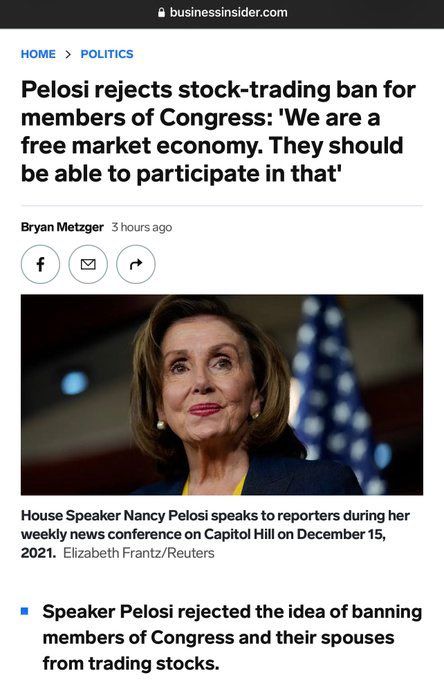 businessinsider.com
HOME > POLITICS
Pelosi rejects stock-trading ban for
members of Congress: 'We are a
free market economy. They should
be able to participate in that'
Bryan Metzger 3 hours ago
House Speaker Nancy Pelosi speaks to reporters during her
weekly news conference on Capitol Hill on December 15,
2021. Elizabeth Frantz/Reuters
Speaker Pelosi rejected the idea of banning
members of Congress and their spouses
from trading stocks.